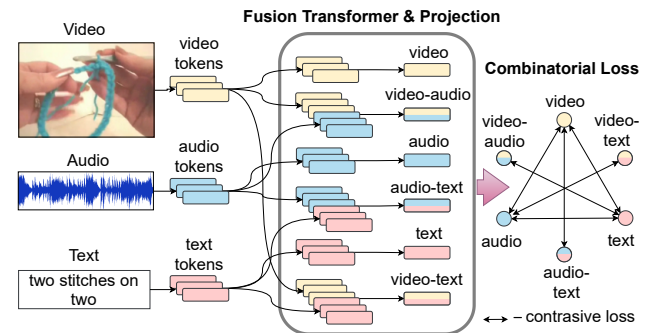 Fusion Transformer & Projection
Video
video
tokens
video
Combinatorial Loss
video-audio
video
video-
audio
video-
text
Audio
audio
tokens
audio
audio-text
audio
text
Text
text
tokens
text
audio-
text
two stitches on
two
video-text
– contrasive loss